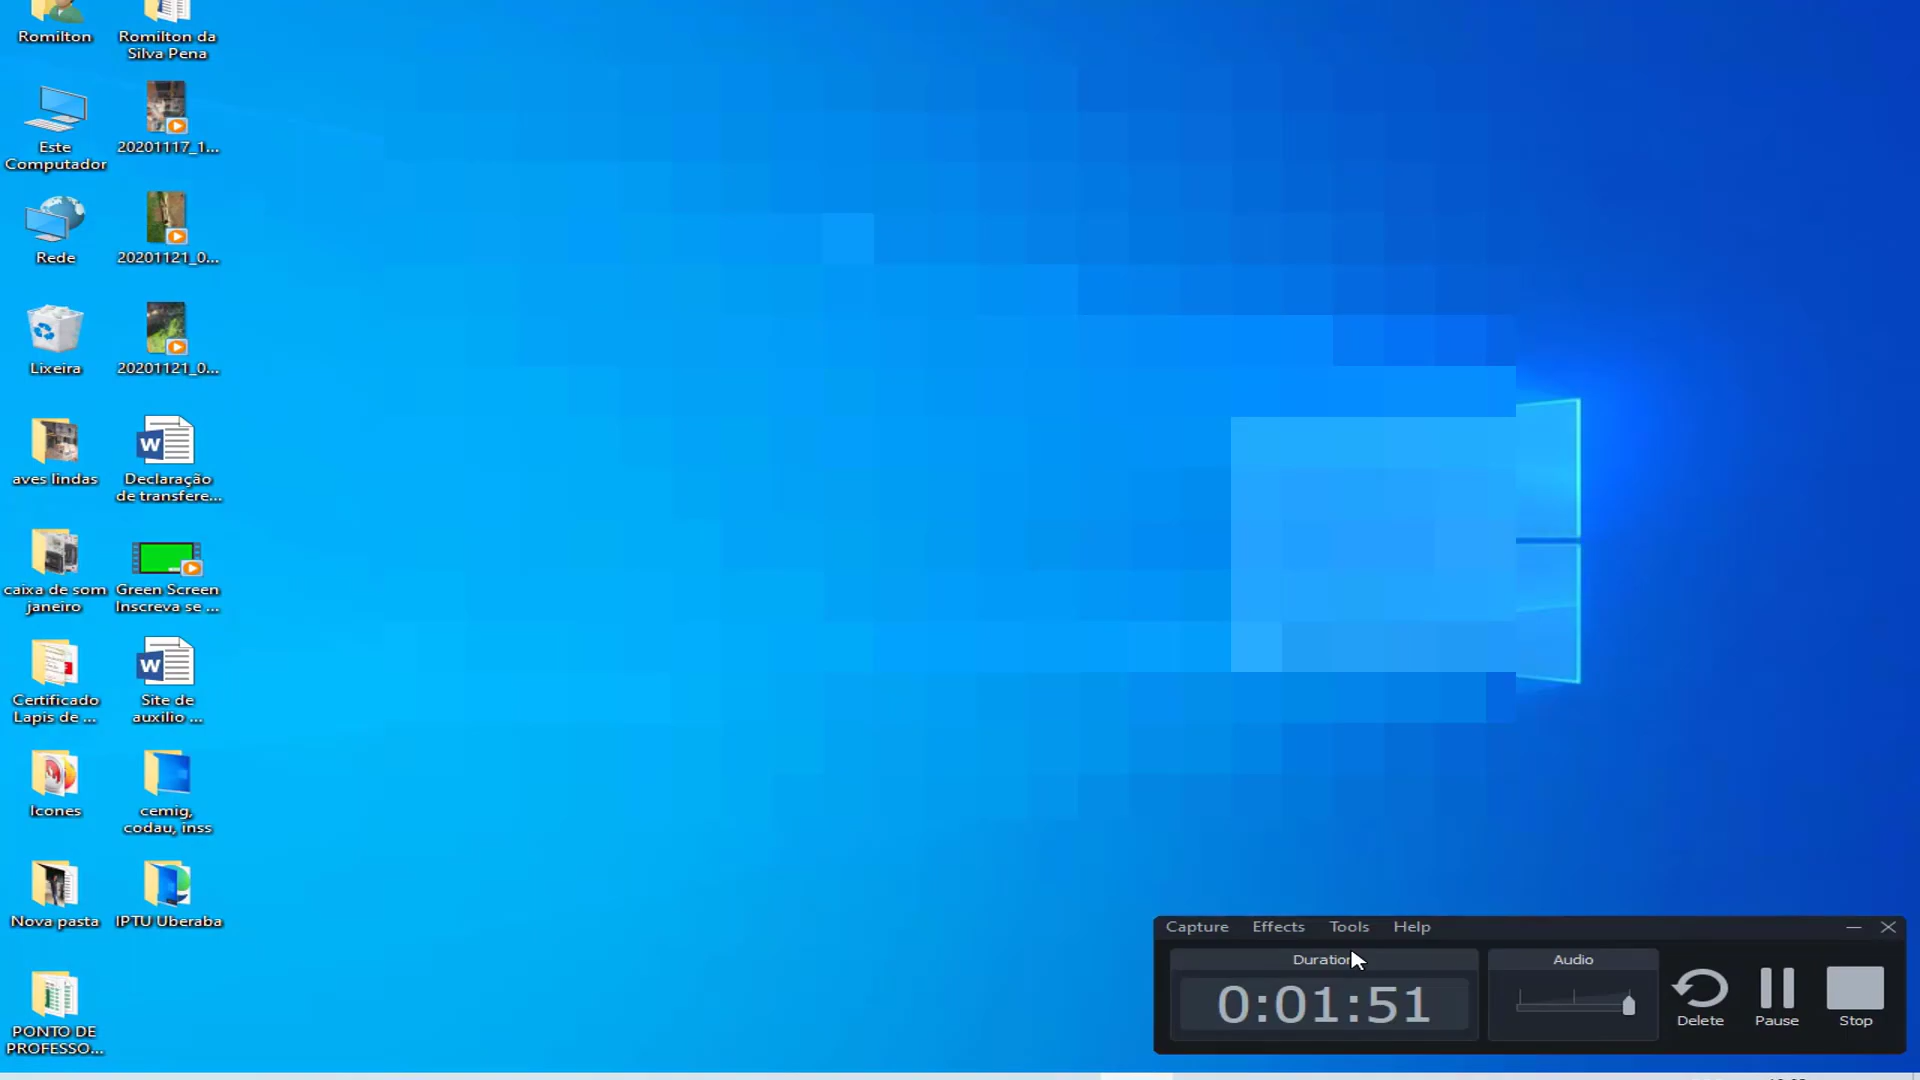 Romilton
Romilton da
Silva Pena
Este
Computador
20201117_1...
Rede
20201121_0...
Lixeira
20201121_0...
aves lindas
Declaração
de transfere...
caixa de som
janeiro
Green Screen
Inscreva se ...
Certificado
Lapis de ...
Site de
auxilio ...
Icones
cemig,
codau, inss
Nova pasta
IPTU Uberaba
PONTO DE
PROFESSO...
Capture Effects Tools Help
Duration
Audio
0:01:51
Delete Pause Stop